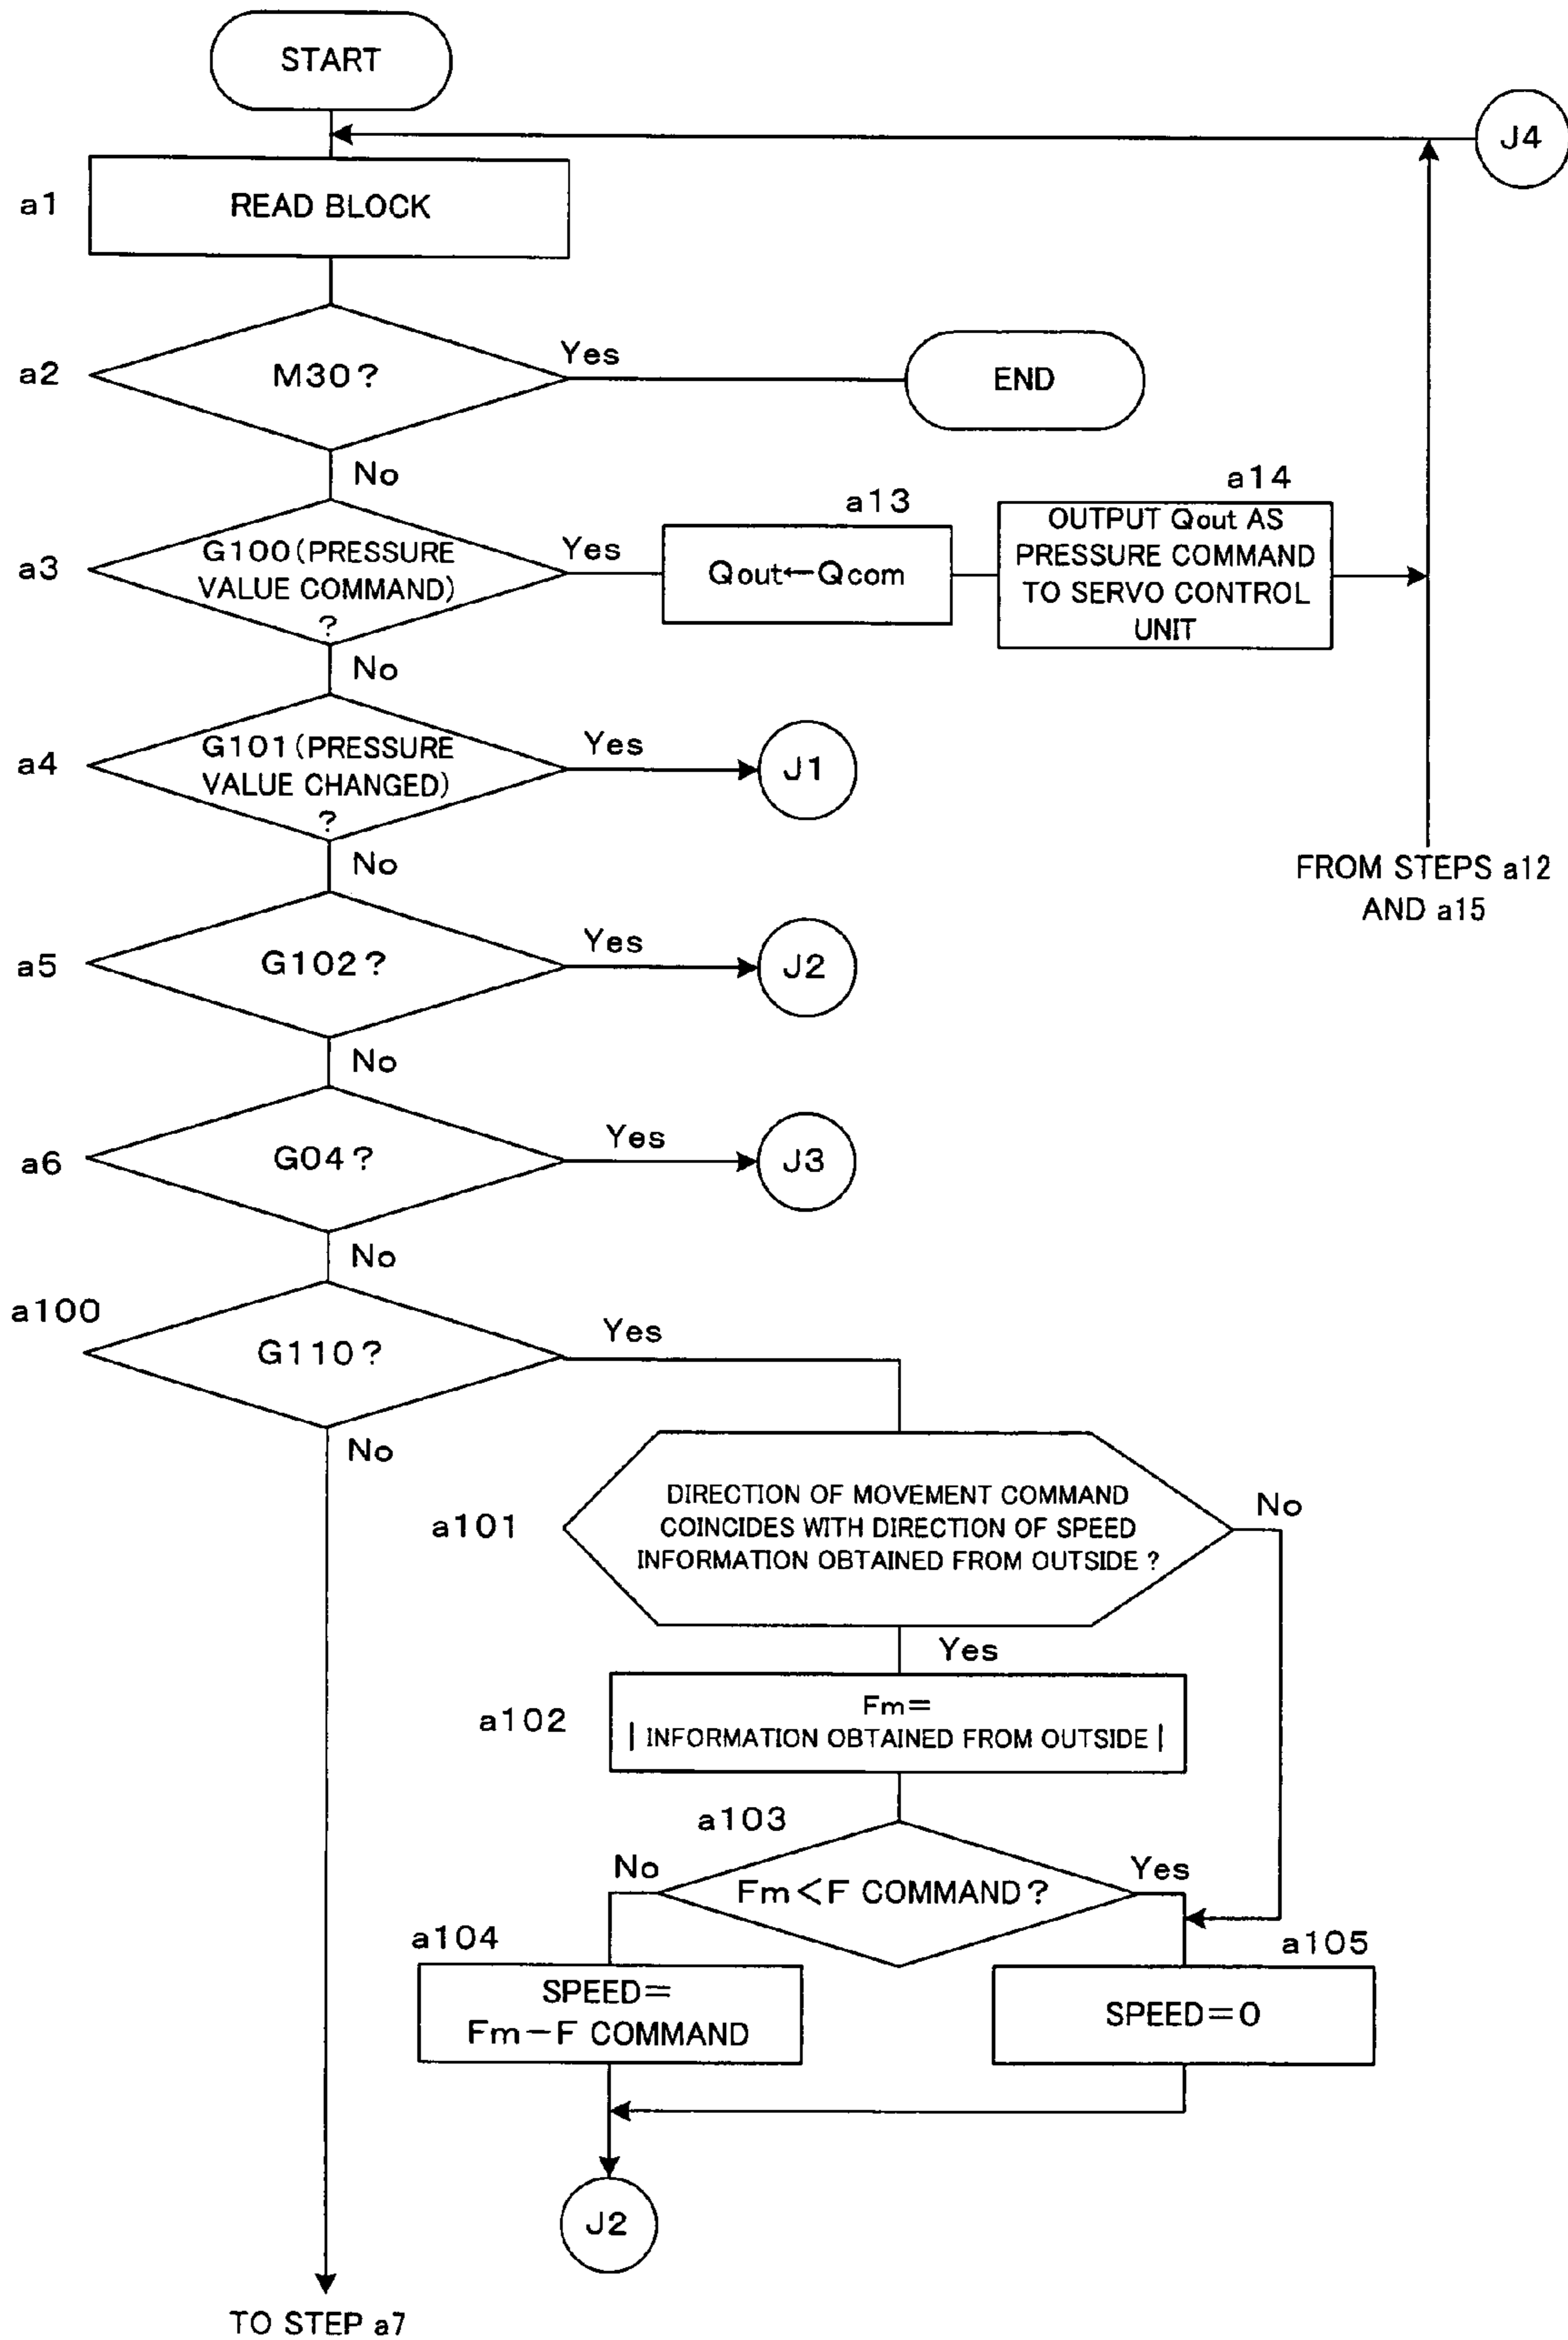 START
J4
a1
READ BLOCK
a2
M30?
Yes
END
No
a3
G100(PRESSURE
VALUE COMMAND)
?
Yes
a13
Qout←Qcom
a14
OUTPUT Qout AS
PRESSURE COMMAND
TO SERVO CONTROL
UNIT
No
a4
G101(PRESSURE
VALUE CHANGED)
?
Yes
J1
No
FROM STEPS a12
AND a15
a5
G102?
Yes
J2
No
a6
G04?
Yes
J3
No
a100
G110?
Yes
No
a101
DIRECTION OF MOVEMENT COMMAND
COINCIDES WITH DIRECTION OF SPEED
INFORMATION OBTAINED FROM OUTSIDE ?
No
Yes
a102
Fm=
| INFORMATION OBTAINED FROM OUTSIDE |
a103
No
Fm<F COMMAND?
Yes
a104
SPEED=
Fm-F COMMAND
a105
SPEED=0
J2
TO STEP a7